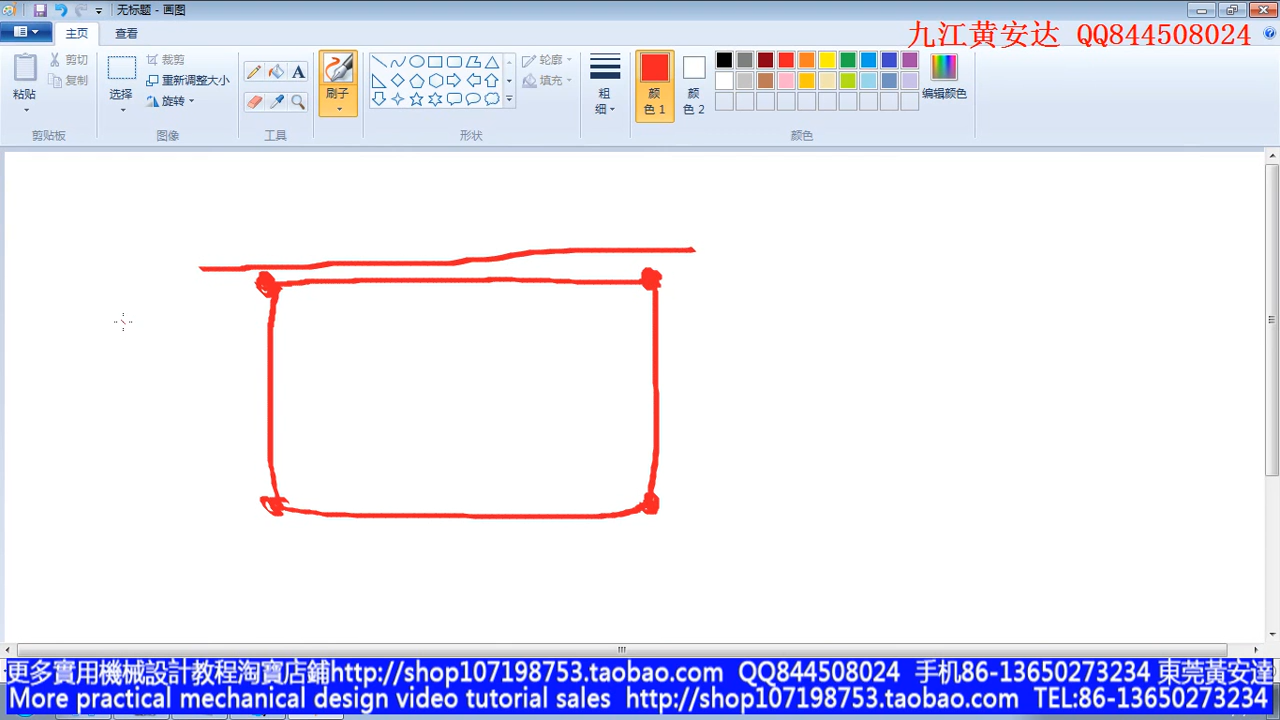 无标题 - 画图
九江黄安达 QQ844508024
主页
查看
粘贴
剪切
复制
剪贴板
选择
裁剪
重新调整大小
旋转
图像
A
工具
刷子
轮廓
填充
形状
粗
细
颜
色 1
颜
色 2
编辑颜色
颜色
更多實用機械設計教程淘寶店鋪http://shop107198753.taobao.com QQ844508024 手机86-13650273234 東莞黃安達
More practical mechanical design video tutorial sales http://shop107198753.taobao.com TEL:86-13650273234